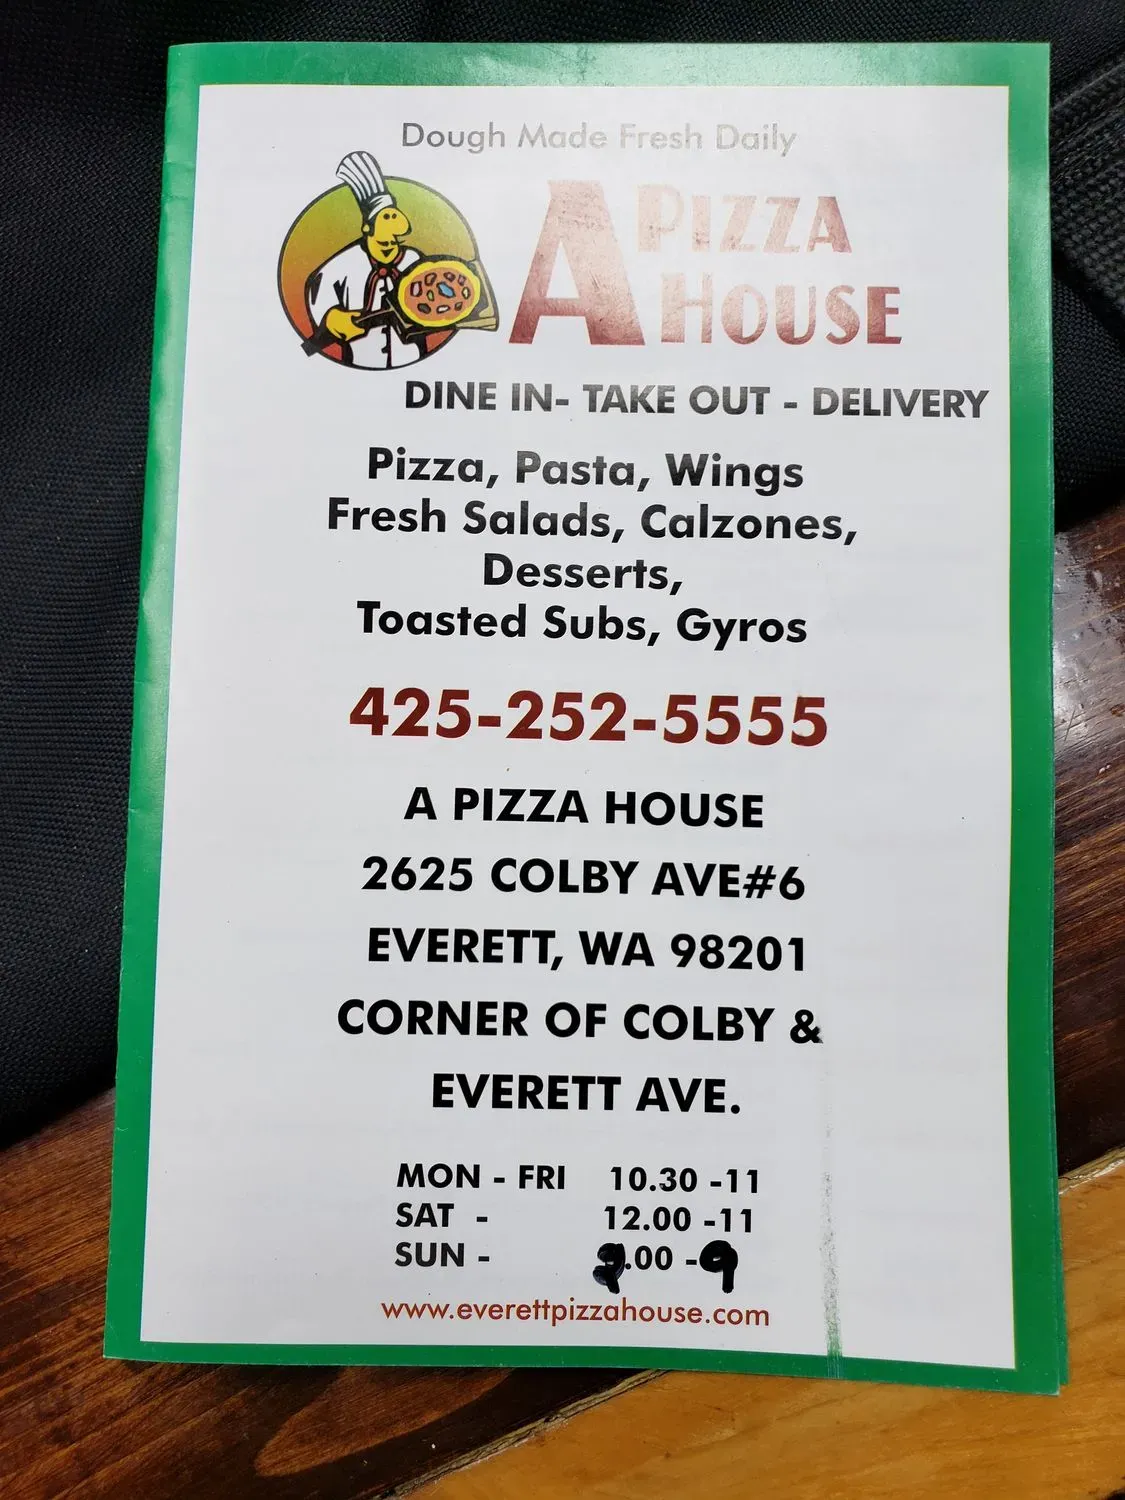 Dough Made Fresh Daily
A PIZZA
HOUSE
DINE IN- TAKE OUT - DELIVERY
Pizza, Pasta, Wings
Fresh Salads, Calzones,
Desserts,
Toasted Subs, Gyros
425-252-5555
A PIZZA HOUSE
2625 COLBY AVE#6
EVERETT, WA 98201
CORNER OF COLBY &
EVERETT AVE.
MON - FRI 10.30 -11
SAT - 12.00 -11
SUN - .00 -9
www.everettpizzahouse.com